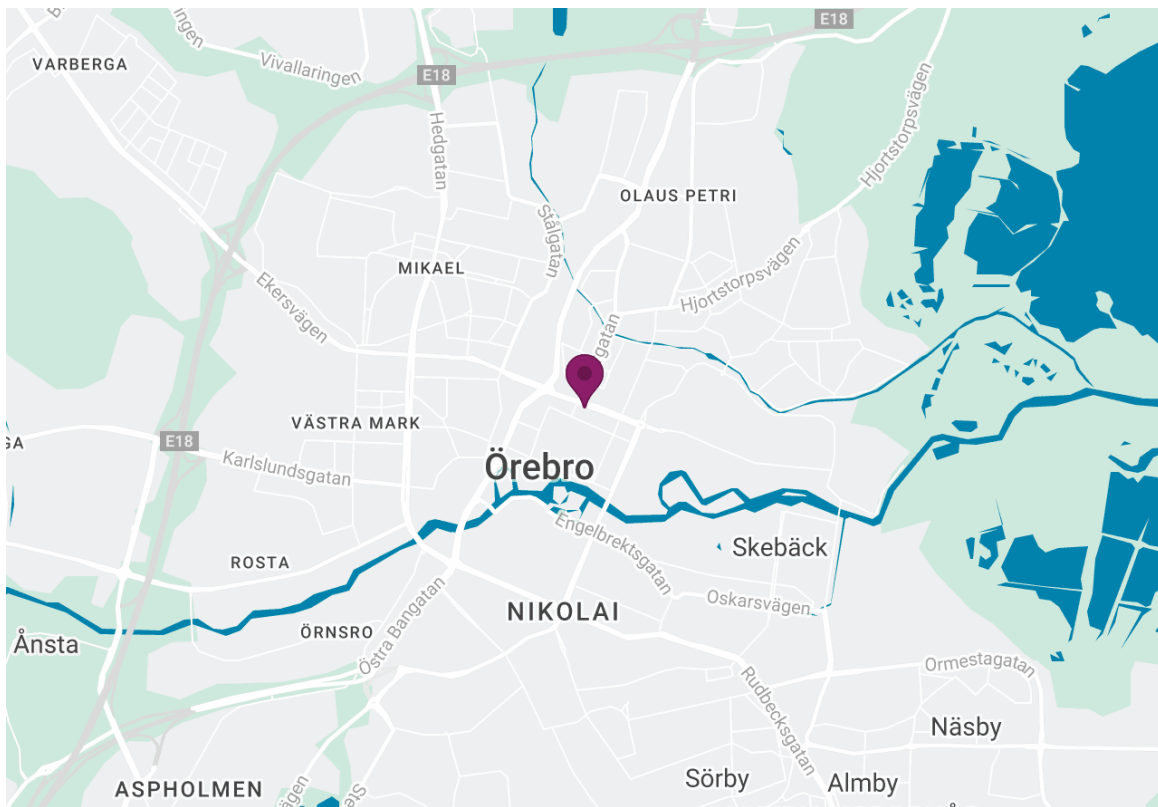 E18
VARBERGA
Vivallaringen
E18
Hedgatan
Hjortstorpsvägen
OLAUS PETRI
Stålgatan
MIKAEL
Hjortstorpsvägen
Ekersvägen
gatan
VÄSTRA MARK
E18
Karlslundsgatan
Örebro
Engelbrektsgatan
Skebäck
ROSTA
Oskarsvägen
NIKOLAI
Östra Bangatan
ÖRNSRO
Ånsta
Ormestagatan
Rudbecksgatan
Näsby
Sörby
Almby
ASPHOLMEN